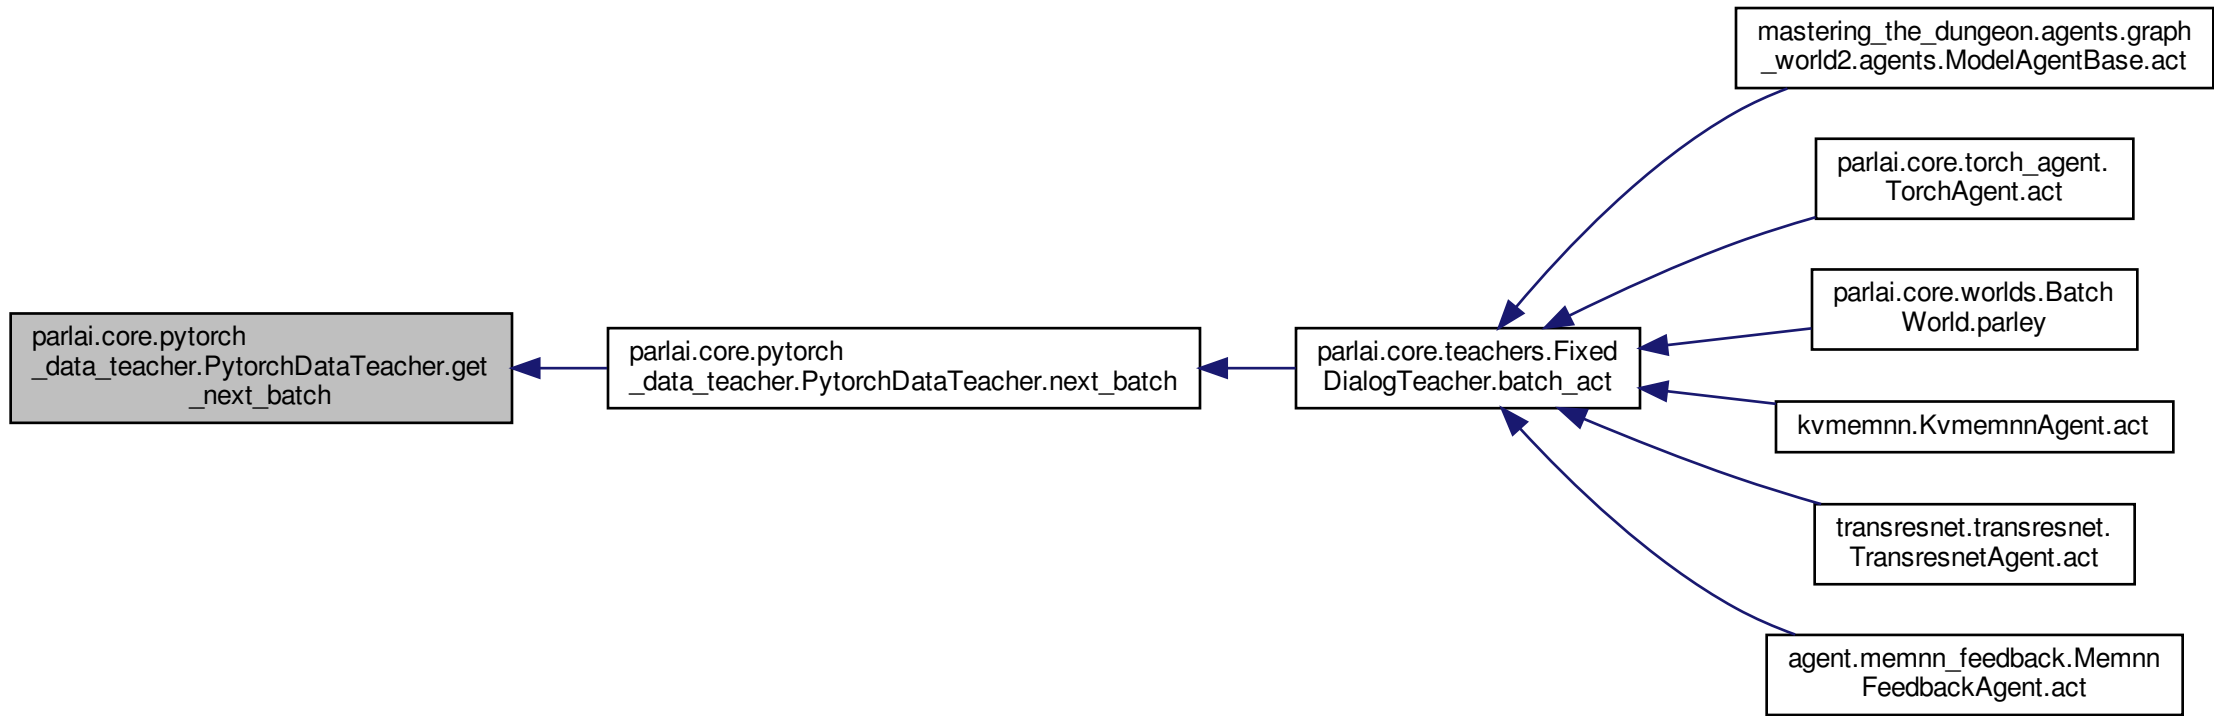 parlai.core.pytorch
_data_teacher.PytorchDataTeacher.get
_next_batch
parlai.core.pytorch
_data_teacher.PytorchDataTeacher.next_batch
parlai.core.teachers.Fixed
DialogTeacher.batch_act
mastering_the_dungeon.agents.graph
_world2.agents.ModelAgentBase.act
parlai.core.torch_agent.
TorchAgent.act
parlai.core.worlds.Batch
World.parley
kvmemnn.KvmemnnAgent.act
transresnet.transresnet.
TransresnetAgent.act
agent.memnn_feedback.Memnn
FeedbackAgent.act